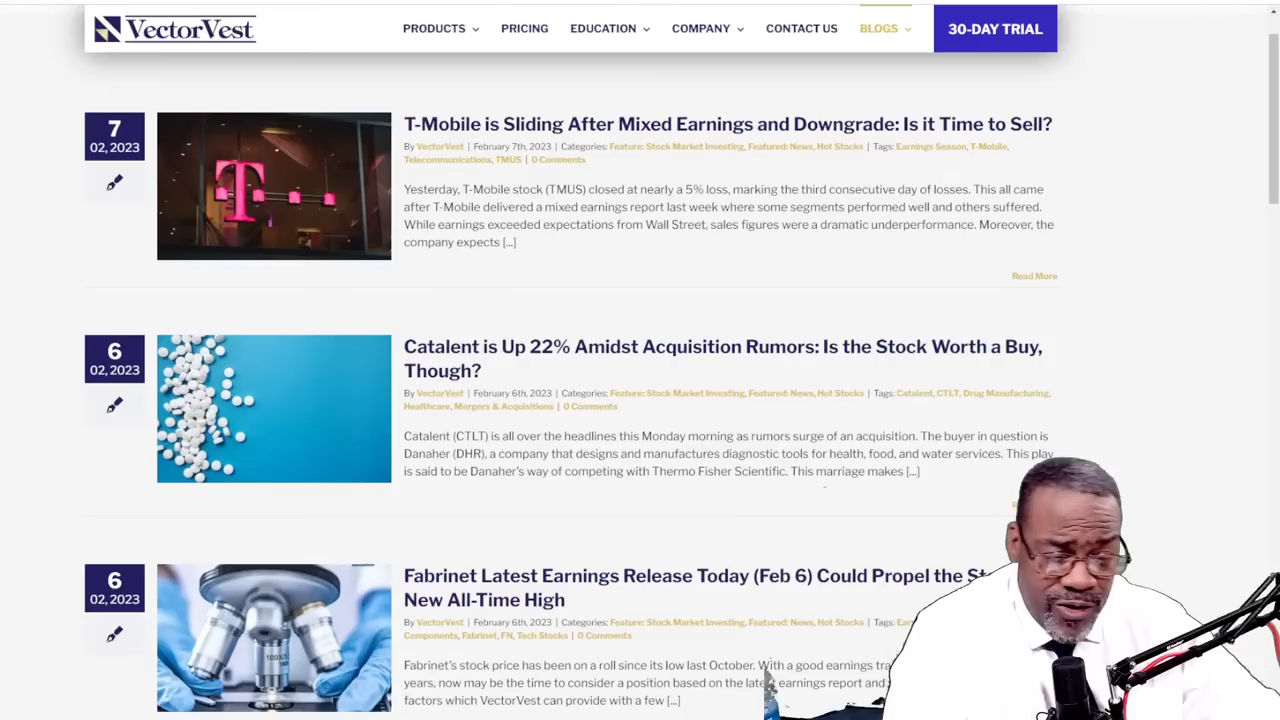 VectorVest
PRODUCTS
PRICING
EDUCATION
COMPANY
CONTACT US
BLOGS
30-DAY TRIAL
7
02, 2023
T-Mobile is Sliding After Mixed Earnings and Downgrade: Is it Time to Sell?
By VectorVest | February 7th, 2023 | Categories: Feature: Stock Market Investing, Featured: News, Hot Stocks | Tags: Earnings Season, T-Mobile,
Telecommunications, TMUS | 0 Comments
Yesterday, T-Mobile stock (TMUS) closed at nearly a 5% loss, marking the third consecutive day of losses. This all came
after T-Mobile delivered a mixed earnings report last week where some segments performed well and others suffered.
While earnings exceeded expectations from Wall Street, sales figures were a dramatic underperformance. Moreover, the
company expects [...]
Read More
6
02, 2023
Catalent is Up 22% Amidst Acquisition Rumors: Is the Stock Worth a Buy,
Though?
By VectorVest | February 6th, 2023 | Categories: Feature: Stock Market Investing, Featured: News, Hot Stocks | Tags: Catalent, CTLT, Drug Manufacturing,
Healthcare, Mergers & Acquisitions | 0 Comments
Catalent (CTLT) is all over the headlines this Monday morning as rumors surge of an acquisition. The buyer in question is
Danaher (DHR), a company that designs and manufactures diagnostic tools for health, food, and water services. This play
is said to be Danaher's way of competing with Thermo Fisher Scientific. This marriage makes [...]
6
02, 2023
Fabrinet Latest Earnings Release Today (Feb 6) Could Propel the
New All-Time High
By VectorVest | February 6th, 2023 | Categories: Feature: Stock Market Investing, Featured: News, Hot Stocks | Tags:
Components, Fabrinet, FN, Tech Stocks | 0 Comments
Fabrinet's stock price has been on a roll since its low last October. With a good earnings
years, now may be the time to consider a position based on the latest earnings report and
factors which VectorVest can provide with a few [...]
100X